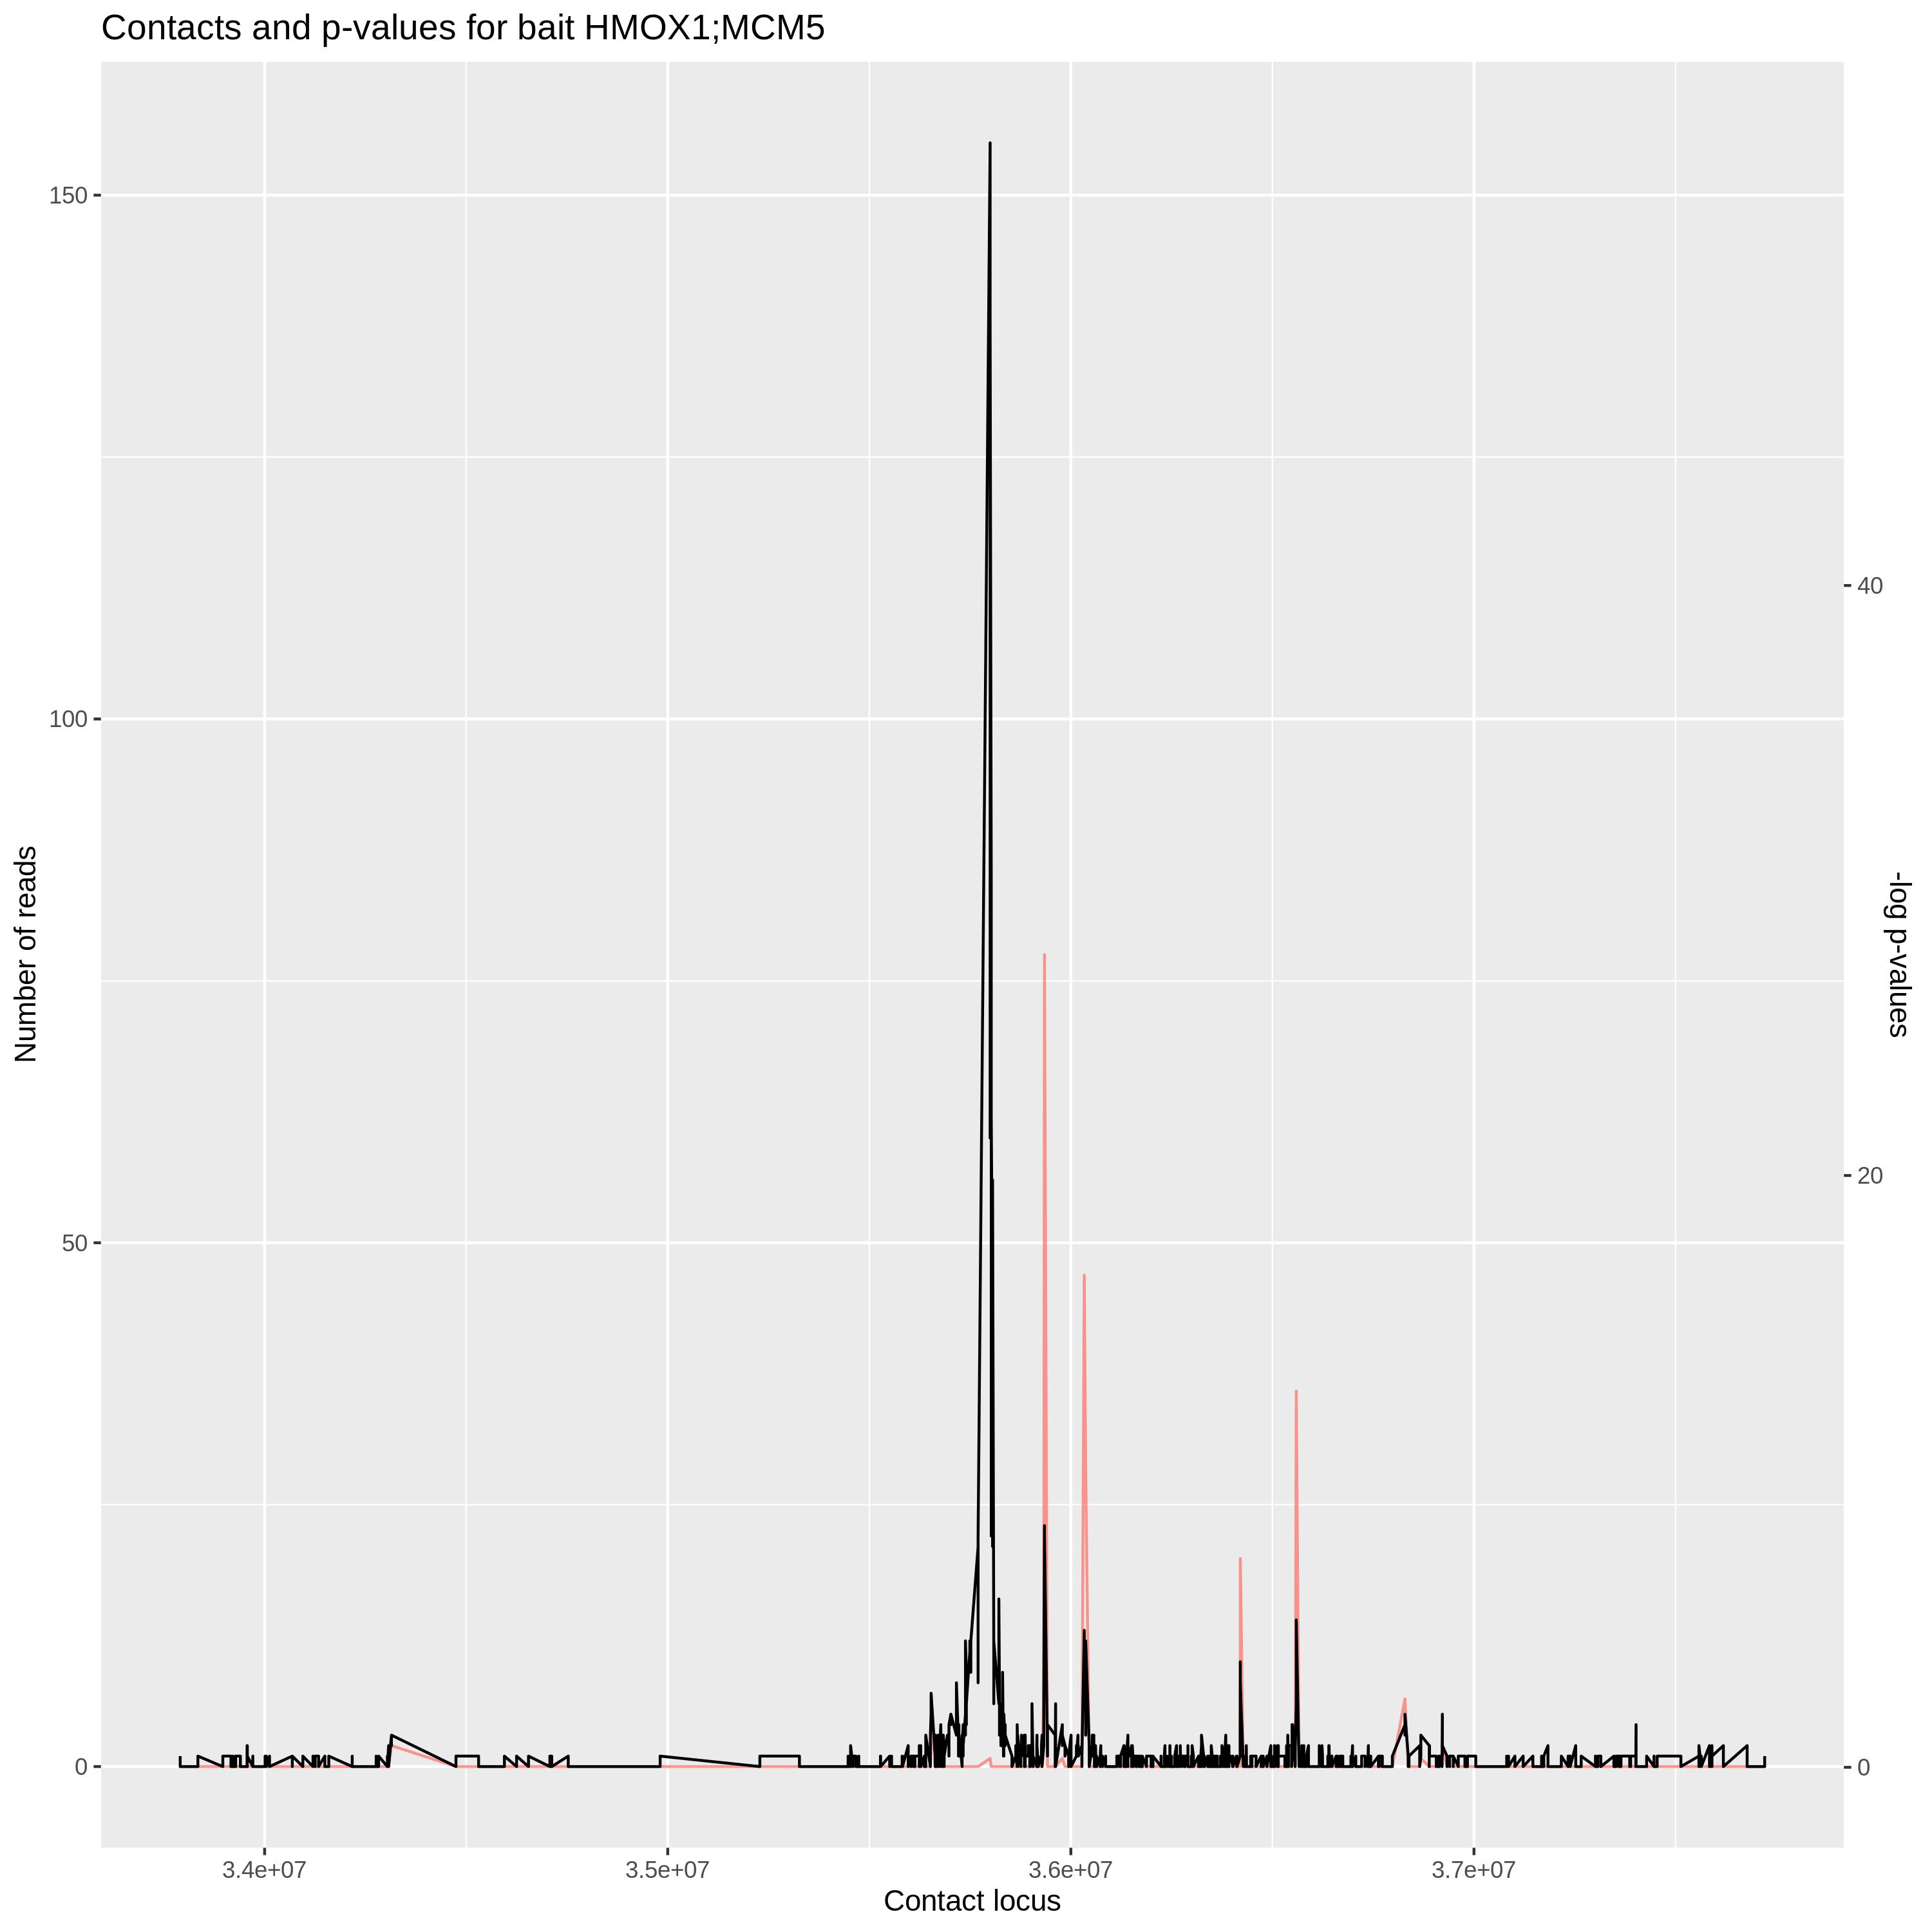 Contacts and p-values for bait HMOX1;MCM5
Number of reads
150
100
50
0
40
20
0
-log p-values
3.4e+07
3.5e+07
3.6e+07
3.7e+07
Contact locus